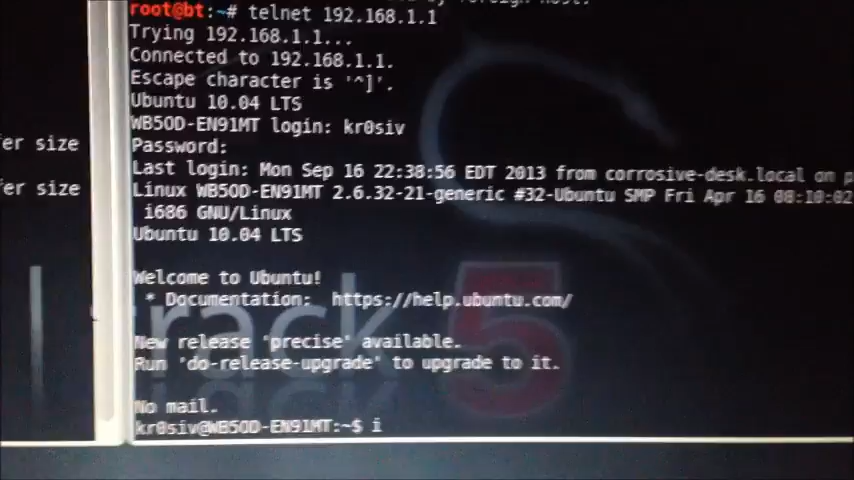 root@bt:~# telnet 192.168.1.1
Trying 192.168.1.1...
Connected to 192.168.1.1.
Escape character is '^]'.
Ubuntu 10.04 LTS
WB5OD-EN91MT login: kr0siv
Password:
Last login: Mon Sep 16 22:38:56 EDT 2013 from corrosive-desk.local on p
Linux WB5OD-EN91MT 2.6.32-21-generic #32-Ubuntu SMP Fri Apr 16 08:10:02
i686 GNU/Linux
Ubuntu 10.04 LTS
Welcome to Ubuntu!
* Documentation: https://help.ubuntu.com/
New release 'precise' available.
Run 'do-release-upgrade' to upgrade to it.
No mail.
kr0siv@WB5OD-EN91MT:~$ i
fer size
fer size
track 5